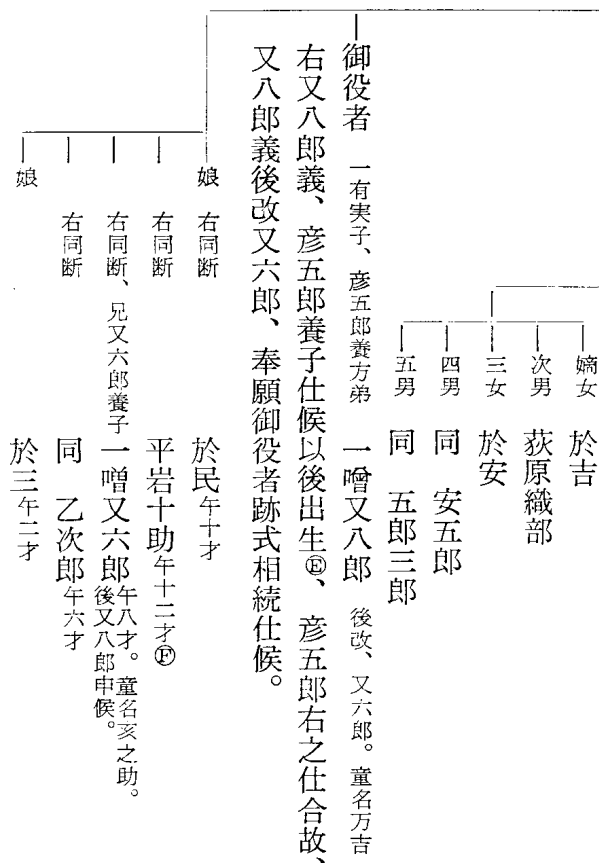 嫡女 於吉
次男 荻原織部
三女 於安
四男 同 安五郎
五男 同 五郎三郎
御役者 一有実子、彦五郎養方弟 一噌又八郎 後改、又六郎。童名万吉
右又八郎義、彦五郎養子仕候以後出生Ⓔ、彦五郎右之仕合故、
又八郎義後改又六郎、奉願御役者跡式相続仕候。
娘 右同断 於民午十才
右同断 平岩十助午十二才Ⓕ
右同断、兄又六郎養子 一噌又六郎午八才。童名亥之助。
後又八郎申候。
右同断 同 乙次郎午六才
娘 於三午二才